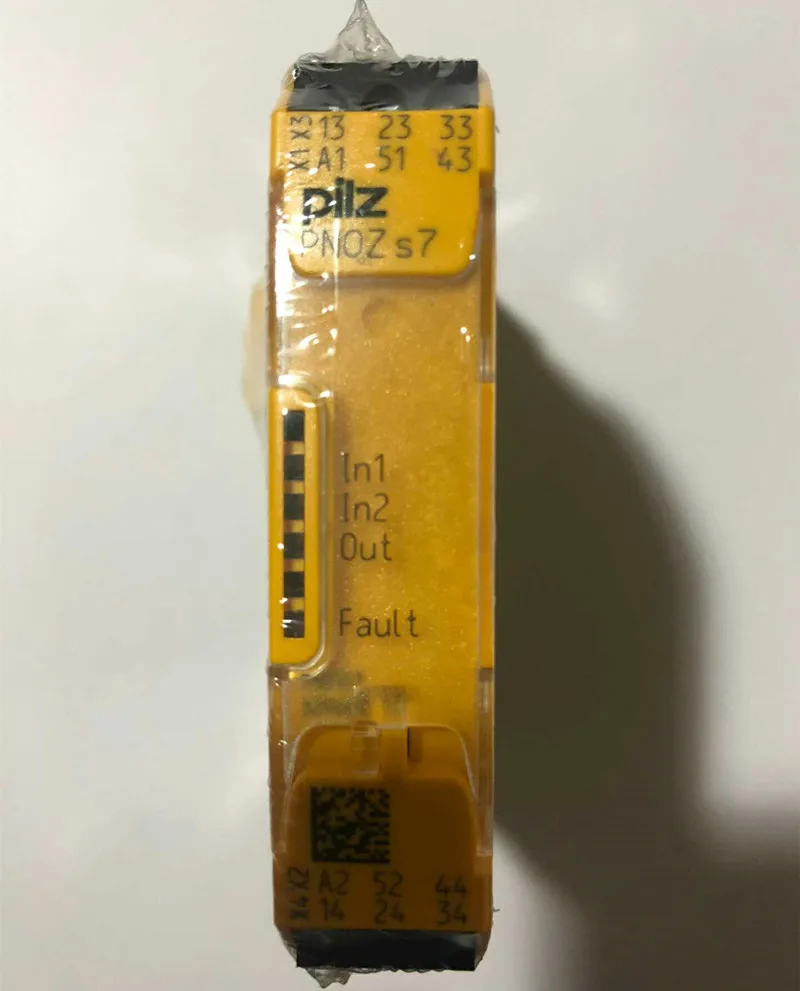 X3 13 23 33
X1 A1 51 43
pilz
PNOZ s7
In1
In2
Out
Fault
X2 A2 52 44
X4 14 24 34